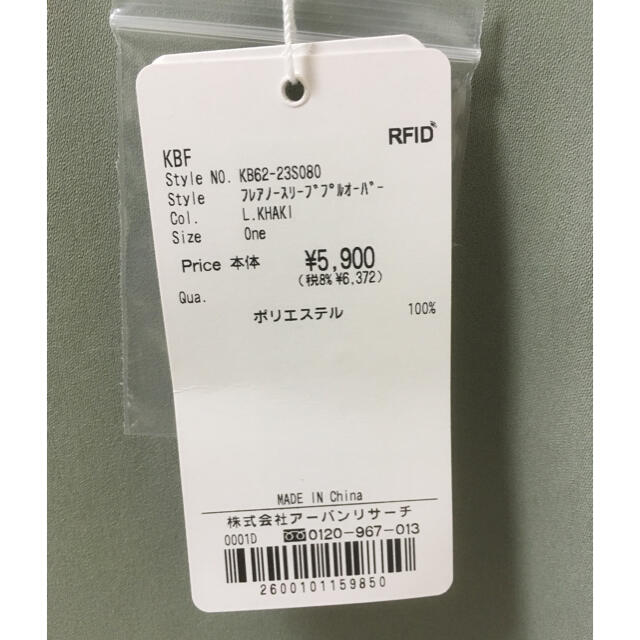 RFID
KBF
Style NO. KB62-23S080
Style ﾌﾚｱﾉｰｽﾘｰﾌﾞﾌﾟﾙｵｰﾊﾞｰ
Col. L.KHAKI
Size One
Price 本体 ¥5,900
(税8% ¥6,372)
Qua.
ポリエステル 100%
MADE IN China
株式会社アーバンリサーチ
0001D 0120-967-013
2600101159850